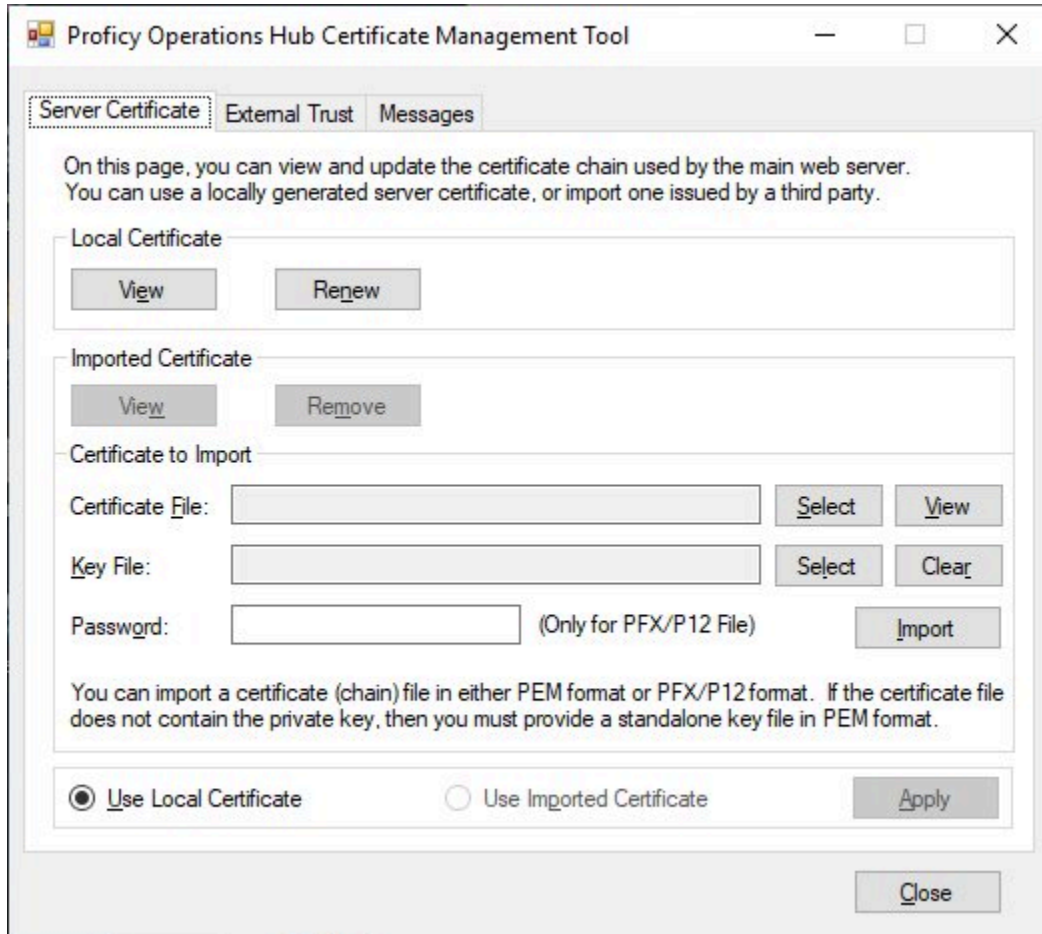 Proficy Operations Hub Certificate Management Tool
Server Certificate External Trust Messages
On this page, you can view and update the certificate chain used by the main web server.
You can use a locally generated server certificate, or import one issued by a third party.
Local Certificate
View Renew
Imported Certificate
View Remove
Certificate to Import
Certificate File: Select View
Key File: Select Clear
Password: (Only for PFX/P12 File) Import
You can import a certificate (chain) file in either PEM format or PFX/P12 format. If the certificate file
does not contain the private key, then you must provide a standalone key file in PEM format.
Use Local Certificate Use Imported Certificate Apply
Close